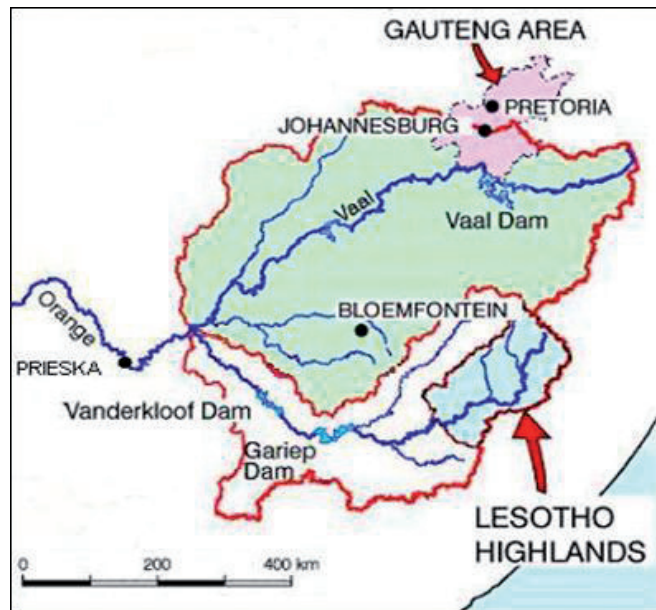 GAUTENG AREA
PRETORIA
JOHANNESBURG
Vaal
Vaal Dam
Orange
BLOEMFONTEIN
PRIESKA
Vanderkloof Dam
Gariep
Dam
LESOTHO
HIGHLANDS
0 200 400 km